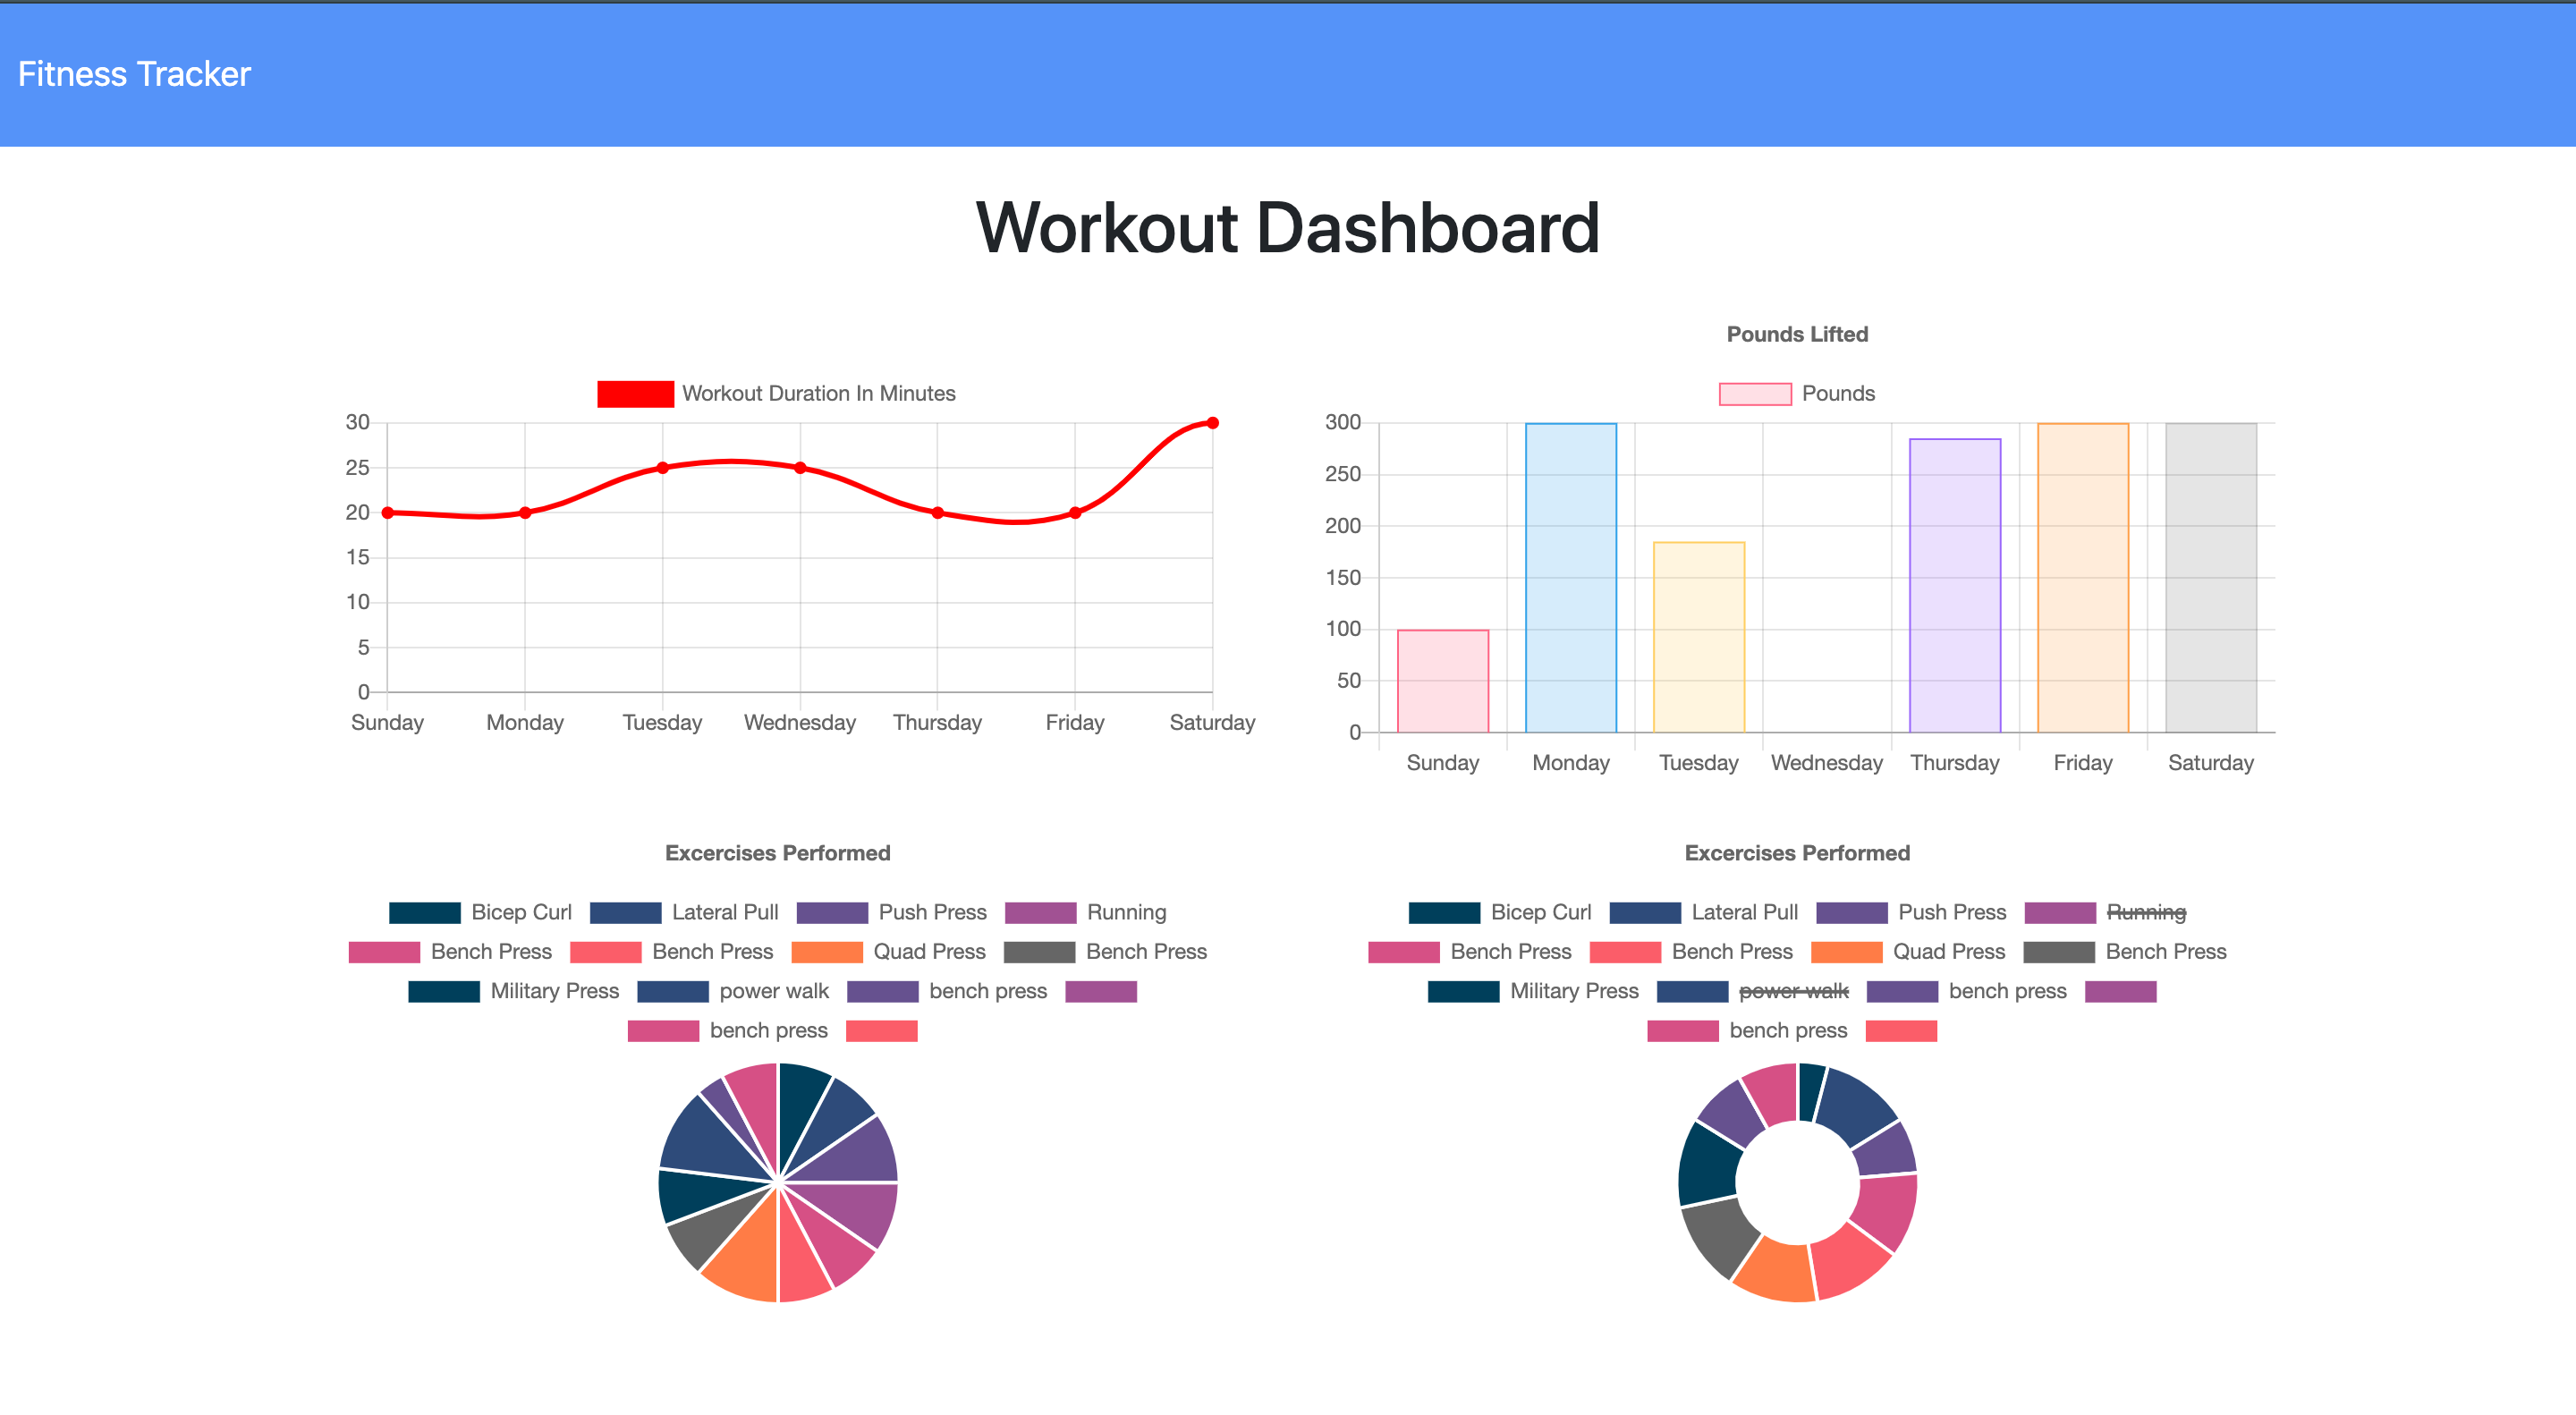 Fitness Tracker
Workout Dashboard
Workout Duration In Minutes
30
25
20
15
10
5
0
Sunday Monday Tuesday Wednesday Thursday Friday Saturday
Pounds Lifted
Pounds
300
250
200
150
100
50
0
Sunday Monday Tuesday Wednesday Thursday Friday Saturday
Excercises Performed
Bicep Curl Lateral Pull Push Press Running
Bench Press Bench Press Quad Press Bench Press
Military Press power walk bench press
bench press
Excercises Performed
Bicep Curl Lateral Pull Push Press Running
Bench Press Bench Press Quad Press Bench Press
Military Press power walk bench press
bench press